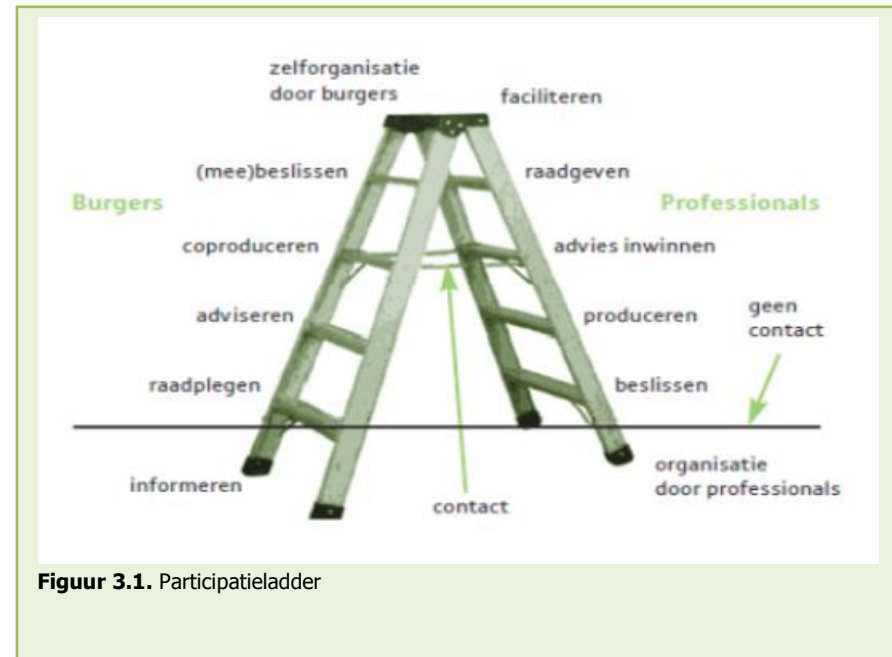 zelforganisatie
door burgers
faciliteren
(mee)beslissen
raadgeven
Burgers
Professionals
coproduceren
advies inwinnen
adviseren
produceren
geen
contact
raadplegen
beslissen
informeren
contact
organisatie
door professionals
Figuur 3.1. Participatieladder